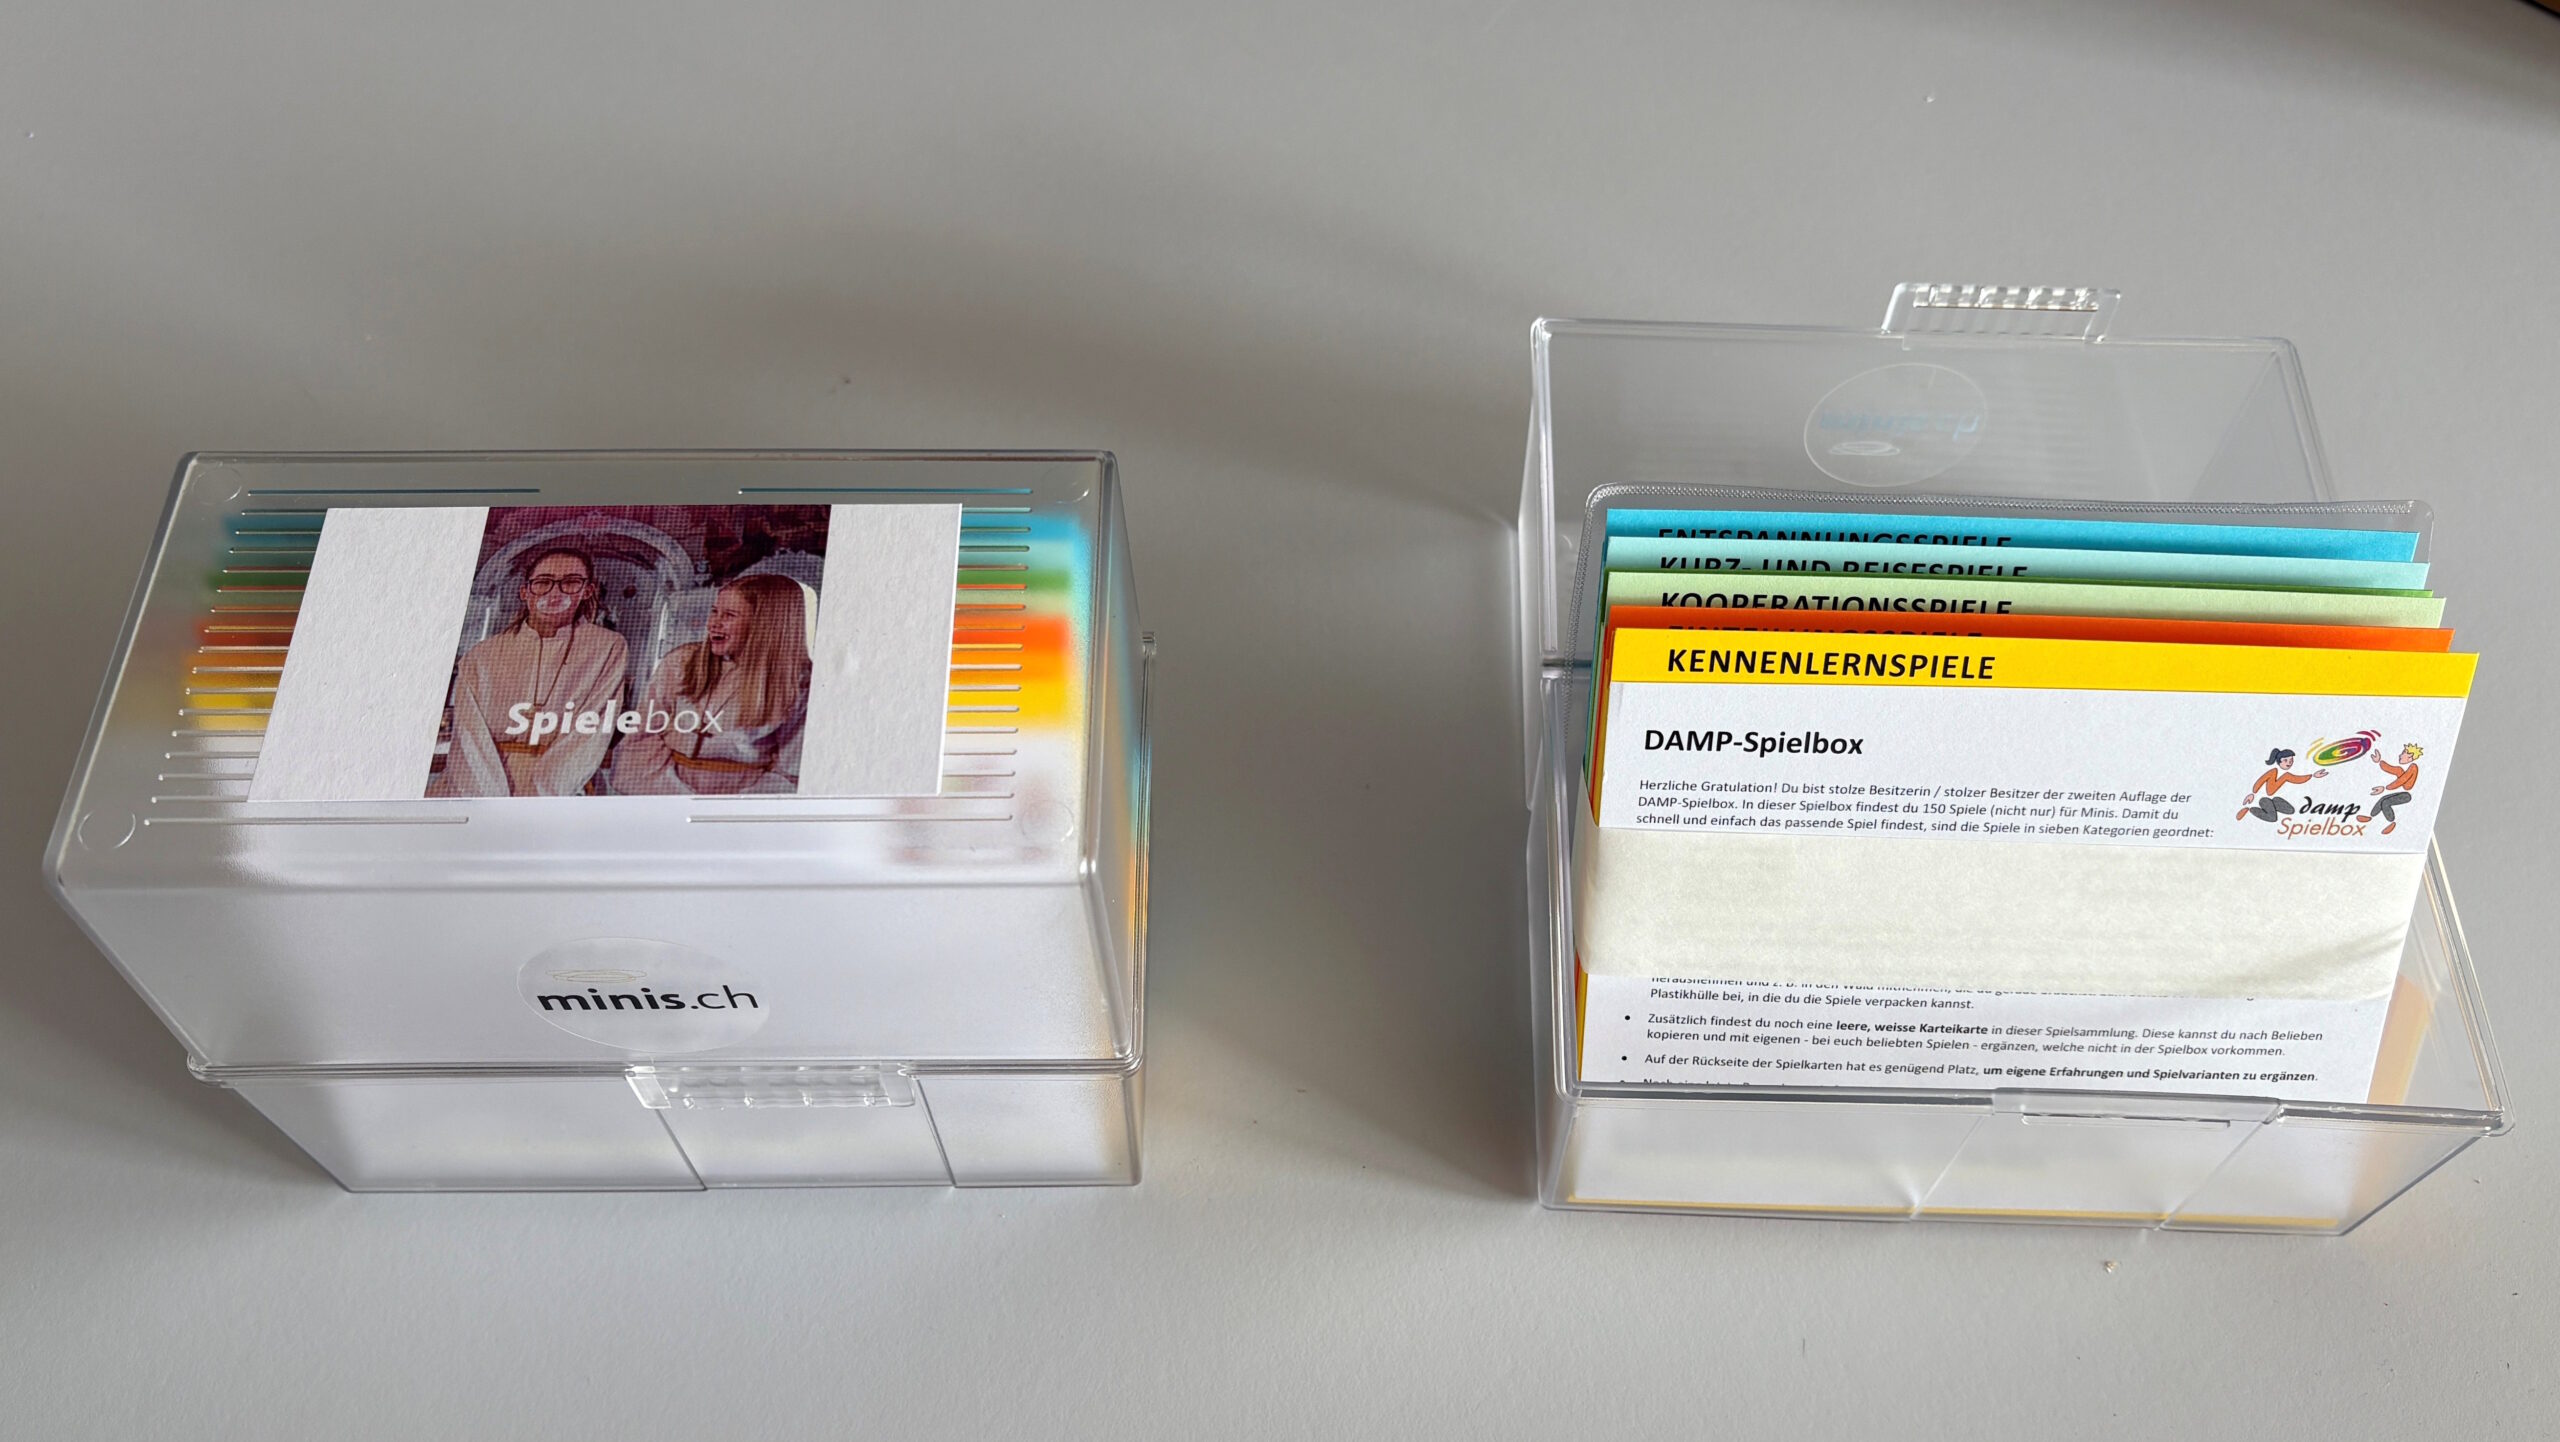 Spielebox
minis.ch
ENTSPANNUNGSSPIELE
KURZ- UND REISESPIELE
KOOPERATIONSSPIELE
KENNENLERNSPIELE
DAMP-Spielbox
Herzliche Gratulation! Du bist stolze Besitzerin / stolzer Besitzer der zweiten Auflage der
DAMP-Spielbox. In dieser Spielbox findest du 150 Spiele (nicht nur) für Minis. Damit du
schnell und einfach das passende Spiel findest, sind die Spiele in sieben Kategorien geordnet:
damp
Spielbox
Plastikhülle bei, in die du die Spiele verpacken kannst.
• Zusätzlich findest du noch eine leere, weisse Karteikarte in dieser Spielsammlung. Diese kannst du nach Belieben
kopieren und mit eigenen - bei euch beliebten Spielen - ergänzen, welche nicht in der Spielbox vorkommen.
• Auf der Rückseite der Spielkarten hat es genügend Platz, um eigene Erfahrungen und Spielvarianten zu ergänzen.